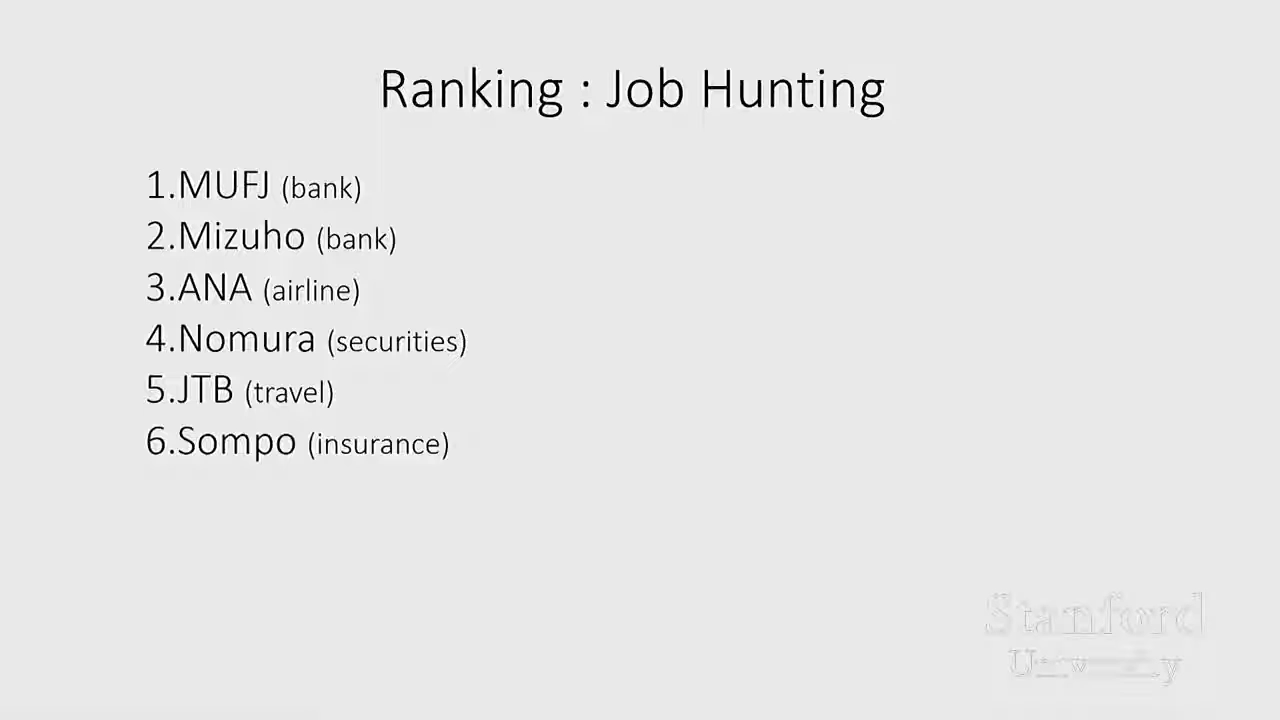 Ranking : Job Hunting
1.MUFJ (bank)
2.Mizuho (bank)
3.ANA (airline)
4.Nomura (securities)
5.JTB (travel)
6.Sompo (insurance)
Stanford
University